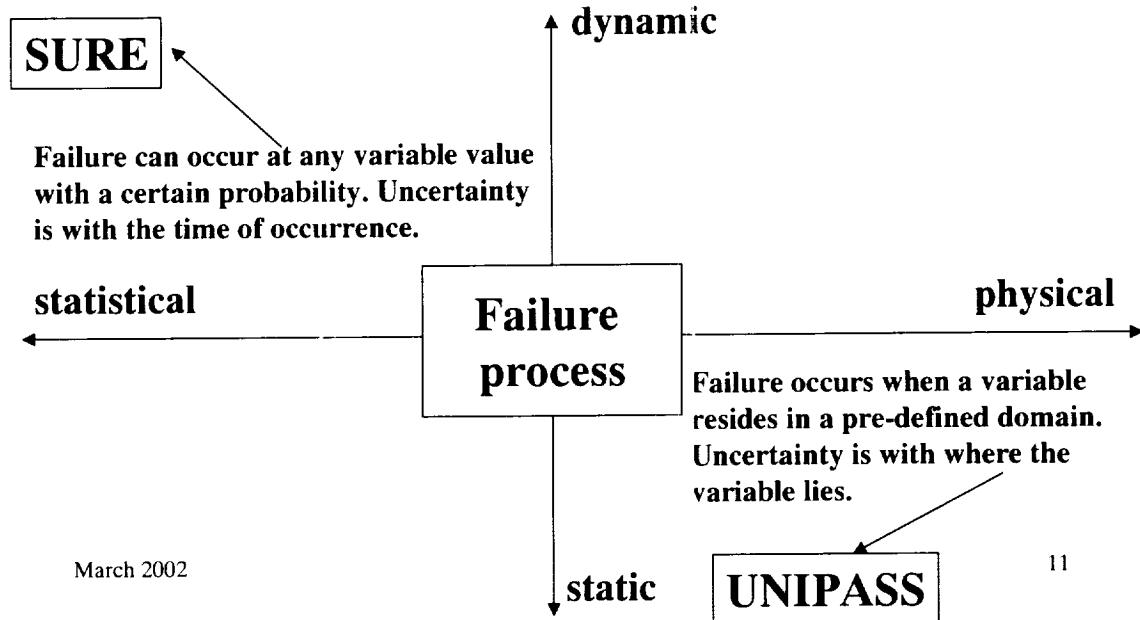 dynamic
SURE
Failure can occur at any variable value
with a certain probability. Uncertainty
is with the time of occurrence.
statistical
Failure
process
physical
Failure occurs when a variable
resides in a pre-defined domain.
Uncertainty is with where the
variable lies.
March 2002
static
UNIPASS
11